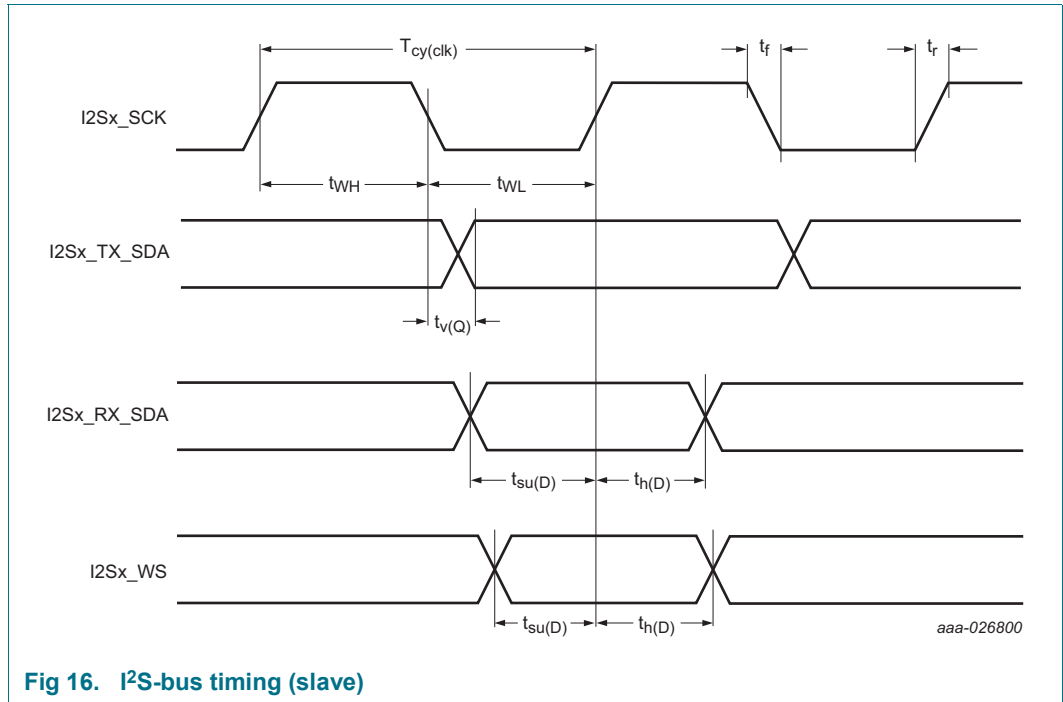 Tcy(clk) tf tr
I2Sx_SCK
tWH tWL
I2Sx_TX_SDA
tv(Q)
I2Sx_RX_SDA
tsu(D) th(D)
I2Sx_WS
tsu(D) th(D)
aaa-026800
Fig 16. I²S-bus timing (slave)